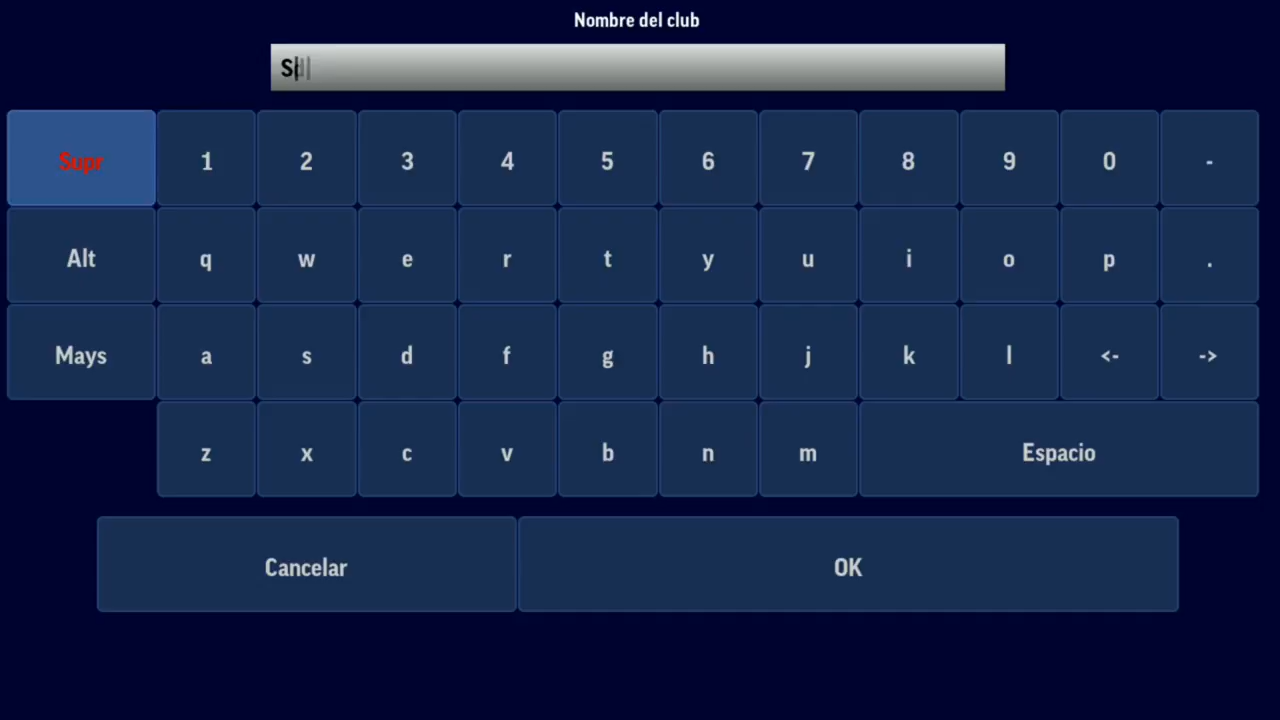 Nombre del club
S
Supr 1 2 3 4 5 6 7 8 9 0 -
Alt q w e r t y u i o p .
Mays a s d f g h j k l <- ->
z x c v b n m Espacio
Cancelar OK